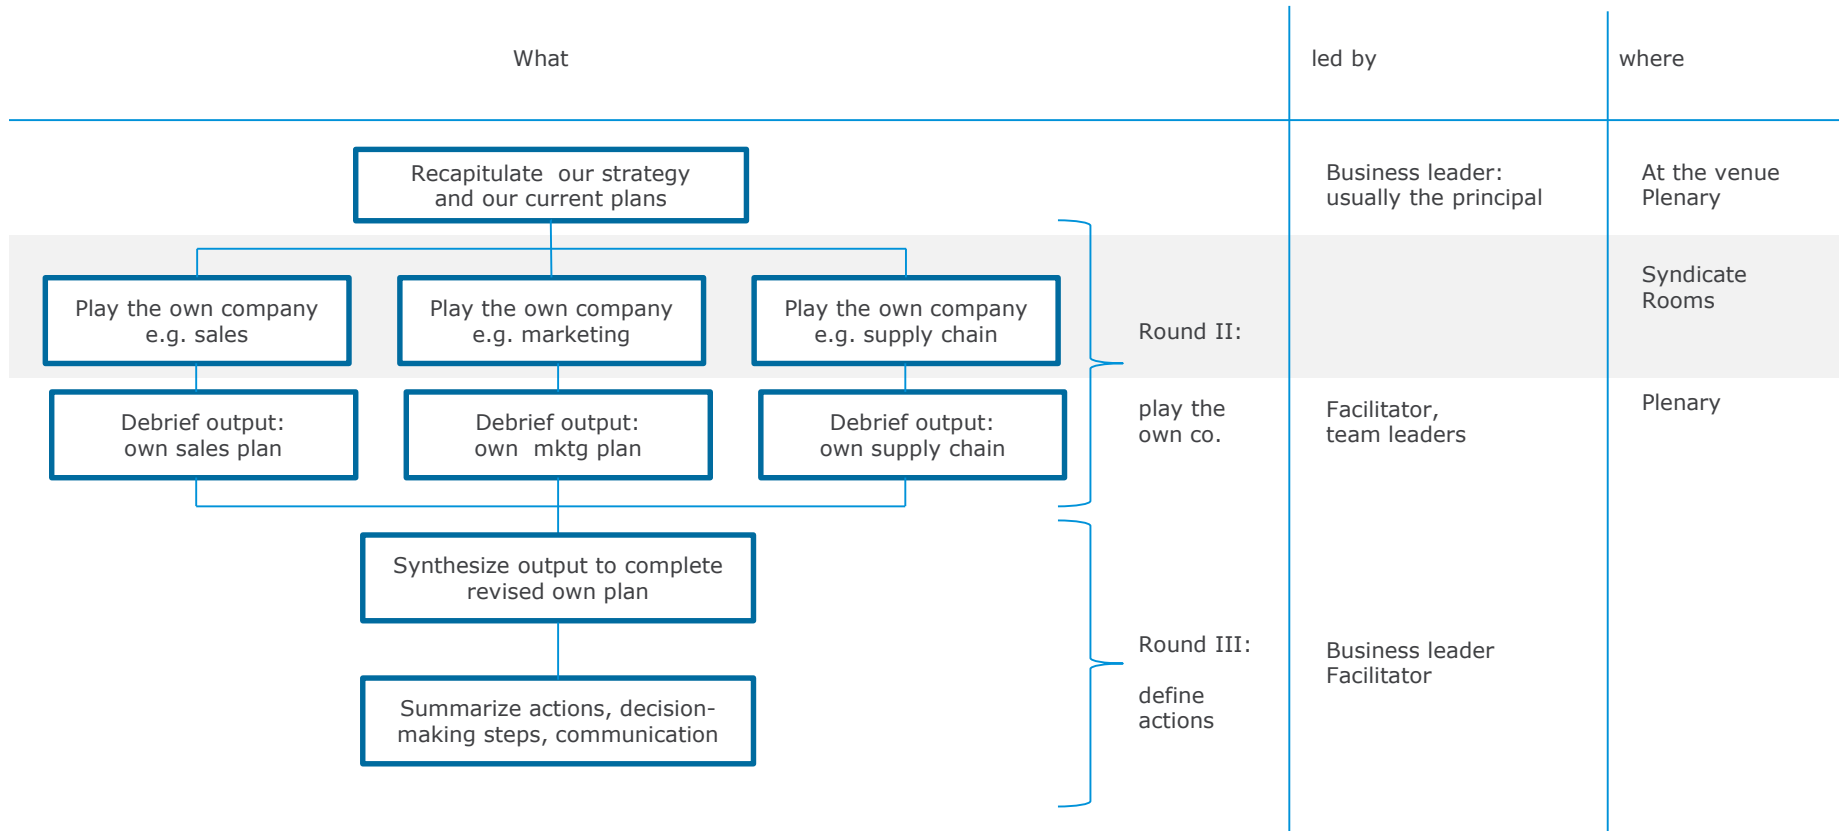 What
led by
where
Recapitulate our strategy
and our current plans
Business leader:
usually the principal
At the venue
Plenary
Play the own company
e.g. sales
Play the own company
e.g. marketing
Play the own company
e.g. supply chain
Round II:
Syndicate
Rooms
Debrief output:
own sales plan
Debrief output:
own mktg plan
Debrief output:
own supply chain
play the
own co.
Facilitator,
team leaders
Plenary
Synthesize output to complete
revised own plan
Summarize actions, decision-
making steps, communication
Round III:
define
actions
Business leader
Facilitator